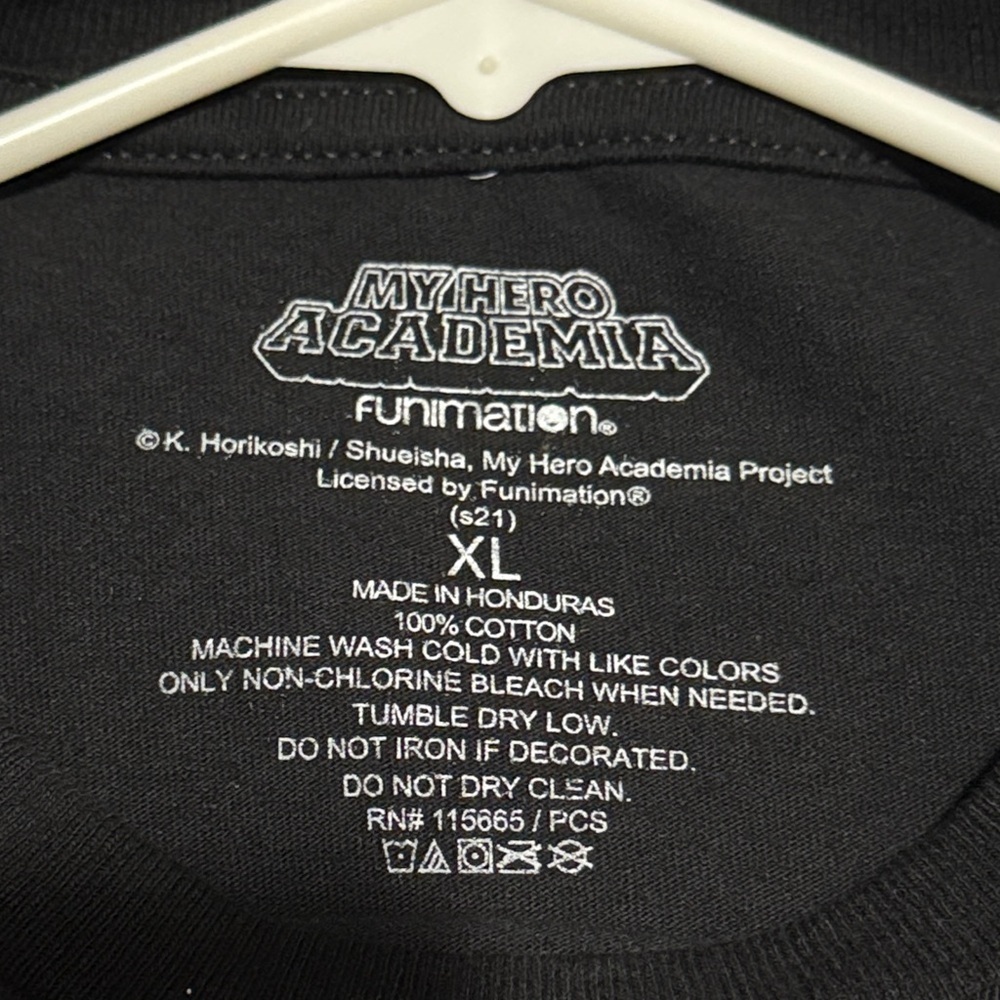 MY HERO
ACADEMIA
FUNIMATION®
©K. Horikoshi / Shueisha, My Hero Academia Project
Licensed by Funimation®
(s21)
XL
MADE IN HONDURAS
100% COTTON
MACHINE WASH COLD WITH LIKE COLORS
ONLY NON-CHLORINE BLEACH WHEN NEEDED.
TUMBLE DRY LOW.
DO NOT IRON IF DECORATED.
DO NOT DRY CLEAN.
RN# 115665 / PCS